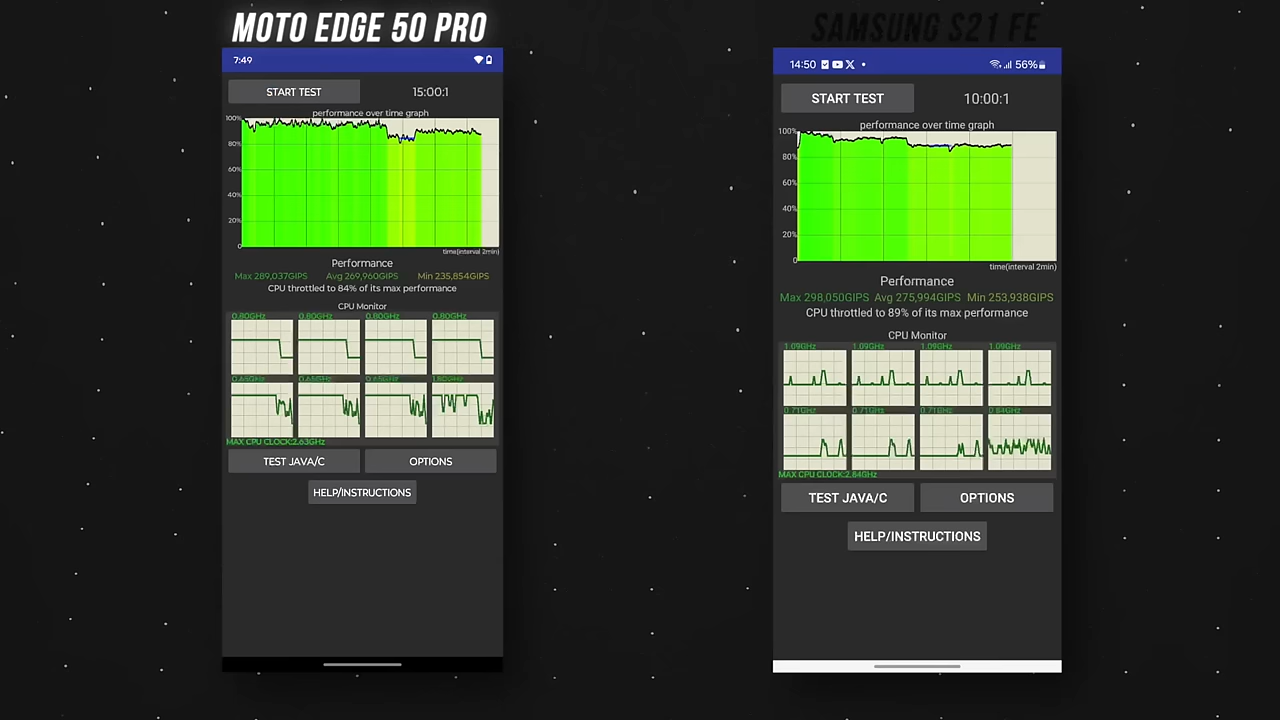 MOTO EDGE 50 PRO
7:49
START TEST
15:00:1
performance over time graph
100%
80%
60%
40%
20%
0
time(interval 2min)
Performance
Max 289,037GIPS Avg 269,960GIPS Min 235,854GIPS
CPU throttled to 84% of its max performance
CPU Monitor
0.80GHz 0.80GHz 0.80GHz 0.80GHz
MAX CPU CLOCK:2.63GHz
TEST JAVA/C
OPTIONS
HELP/INSTRUCTIONS
SAMSUNG S21 FE
14:50
56%
START TEST
10:00:1
performance over time graph
100%
80%
60%
40%
20%
0
time(interval 2min)
Performance
Max 298,050GIPS Avg 275,994GIPS Min 253,938GIPS
CPU throttled to 89% of its max performance
CPU Monitor
1.09GHz 1.09GHz 1.09GHz 1.09GHz
0.71GHz 0.71GHz 0.71GHz 0.84GHz
MAX CPU CLOCK:2.84GHz
TEST JAVA/C
OPTIONS
HELP/INSTRUCTIONS